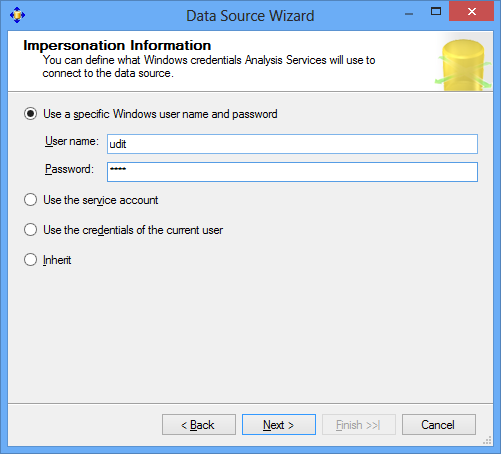 Data Source Wizard
Impersonation Information
You can define what Windows credentials Analysis Services will use to
connect to the data source.
Use a specific Windows user name and password
User name: udit
Password: ****
Use the service account
Use the credentials of the current user
Inherit
< Back Next > Finish >>| Cancel